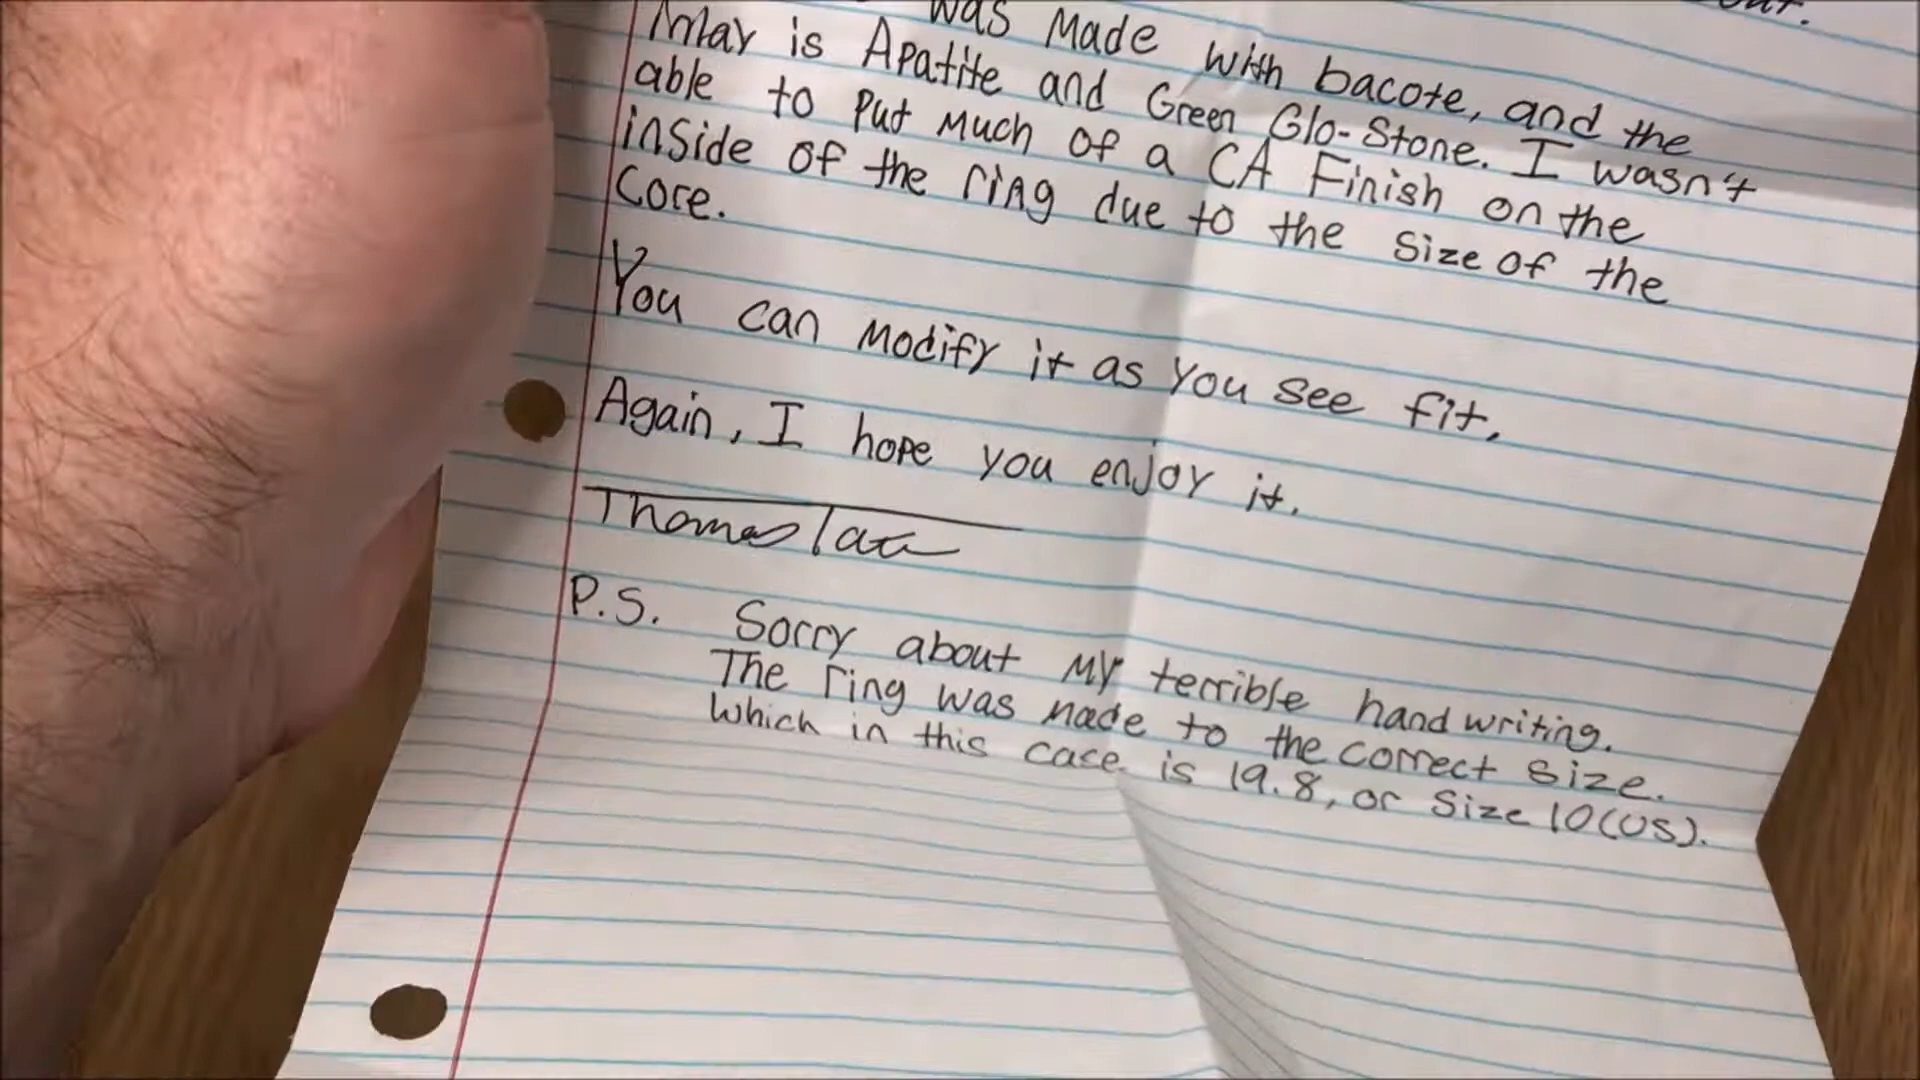 was Made with bacote, and the
inlay is Apatite and Green Glo-Stone. I wasn't
able to put much of a CA Finish on the
inside of the ring due to the size of the
core.
You can modify it as you see fit.
Again, I hope you enjoy it.
Thomas
P.S. Sorry about my terrible handwriting.
The ring was made to the correct size.
Which in this case is 19.8, or Size 10 (US).